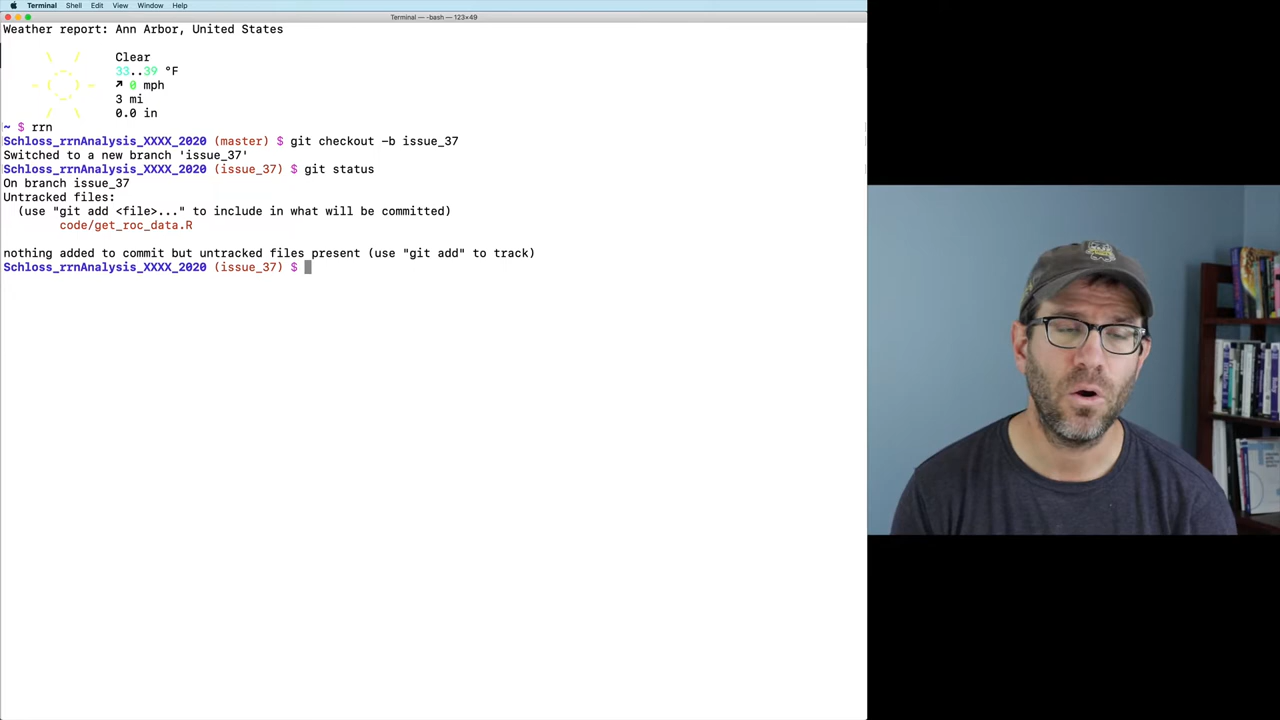 Terminal Shell Edit View Window Help
Terminal — -bash — 123×49
Weather report: Ann Arbor, United States
Clear
33..39 °F
↗ 0 mph
3 mi
0.0 in
~ $ rrn
Schloss_rrnAnalysis_XXXX_2020 (master) $ git checkout -b issue_37
Switched to a new branch 'issue_37'
Schloss_rrnAnalysis_XXXX_2020 (issue_37) $ git status
On branch issue_37
Untracked files:
(use "git add <file>..." to include in what will be committed)
code/get_roc_data.R
nothing added to commit but untracked files present (use "git add" to track)
Schloss_rrnAnalysis_XXXX_2020 (issue_37) $